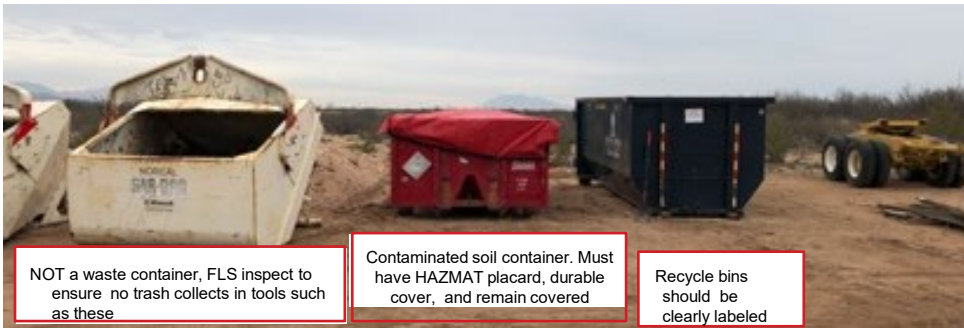 NOT a waste container, FLS inspect to
ensure no trash collects in tools such
as these
Contaminated soil container. Must
have HAZMAT placard, durable
cover, and remain covered
Recycle bins
should be
clearly labeled